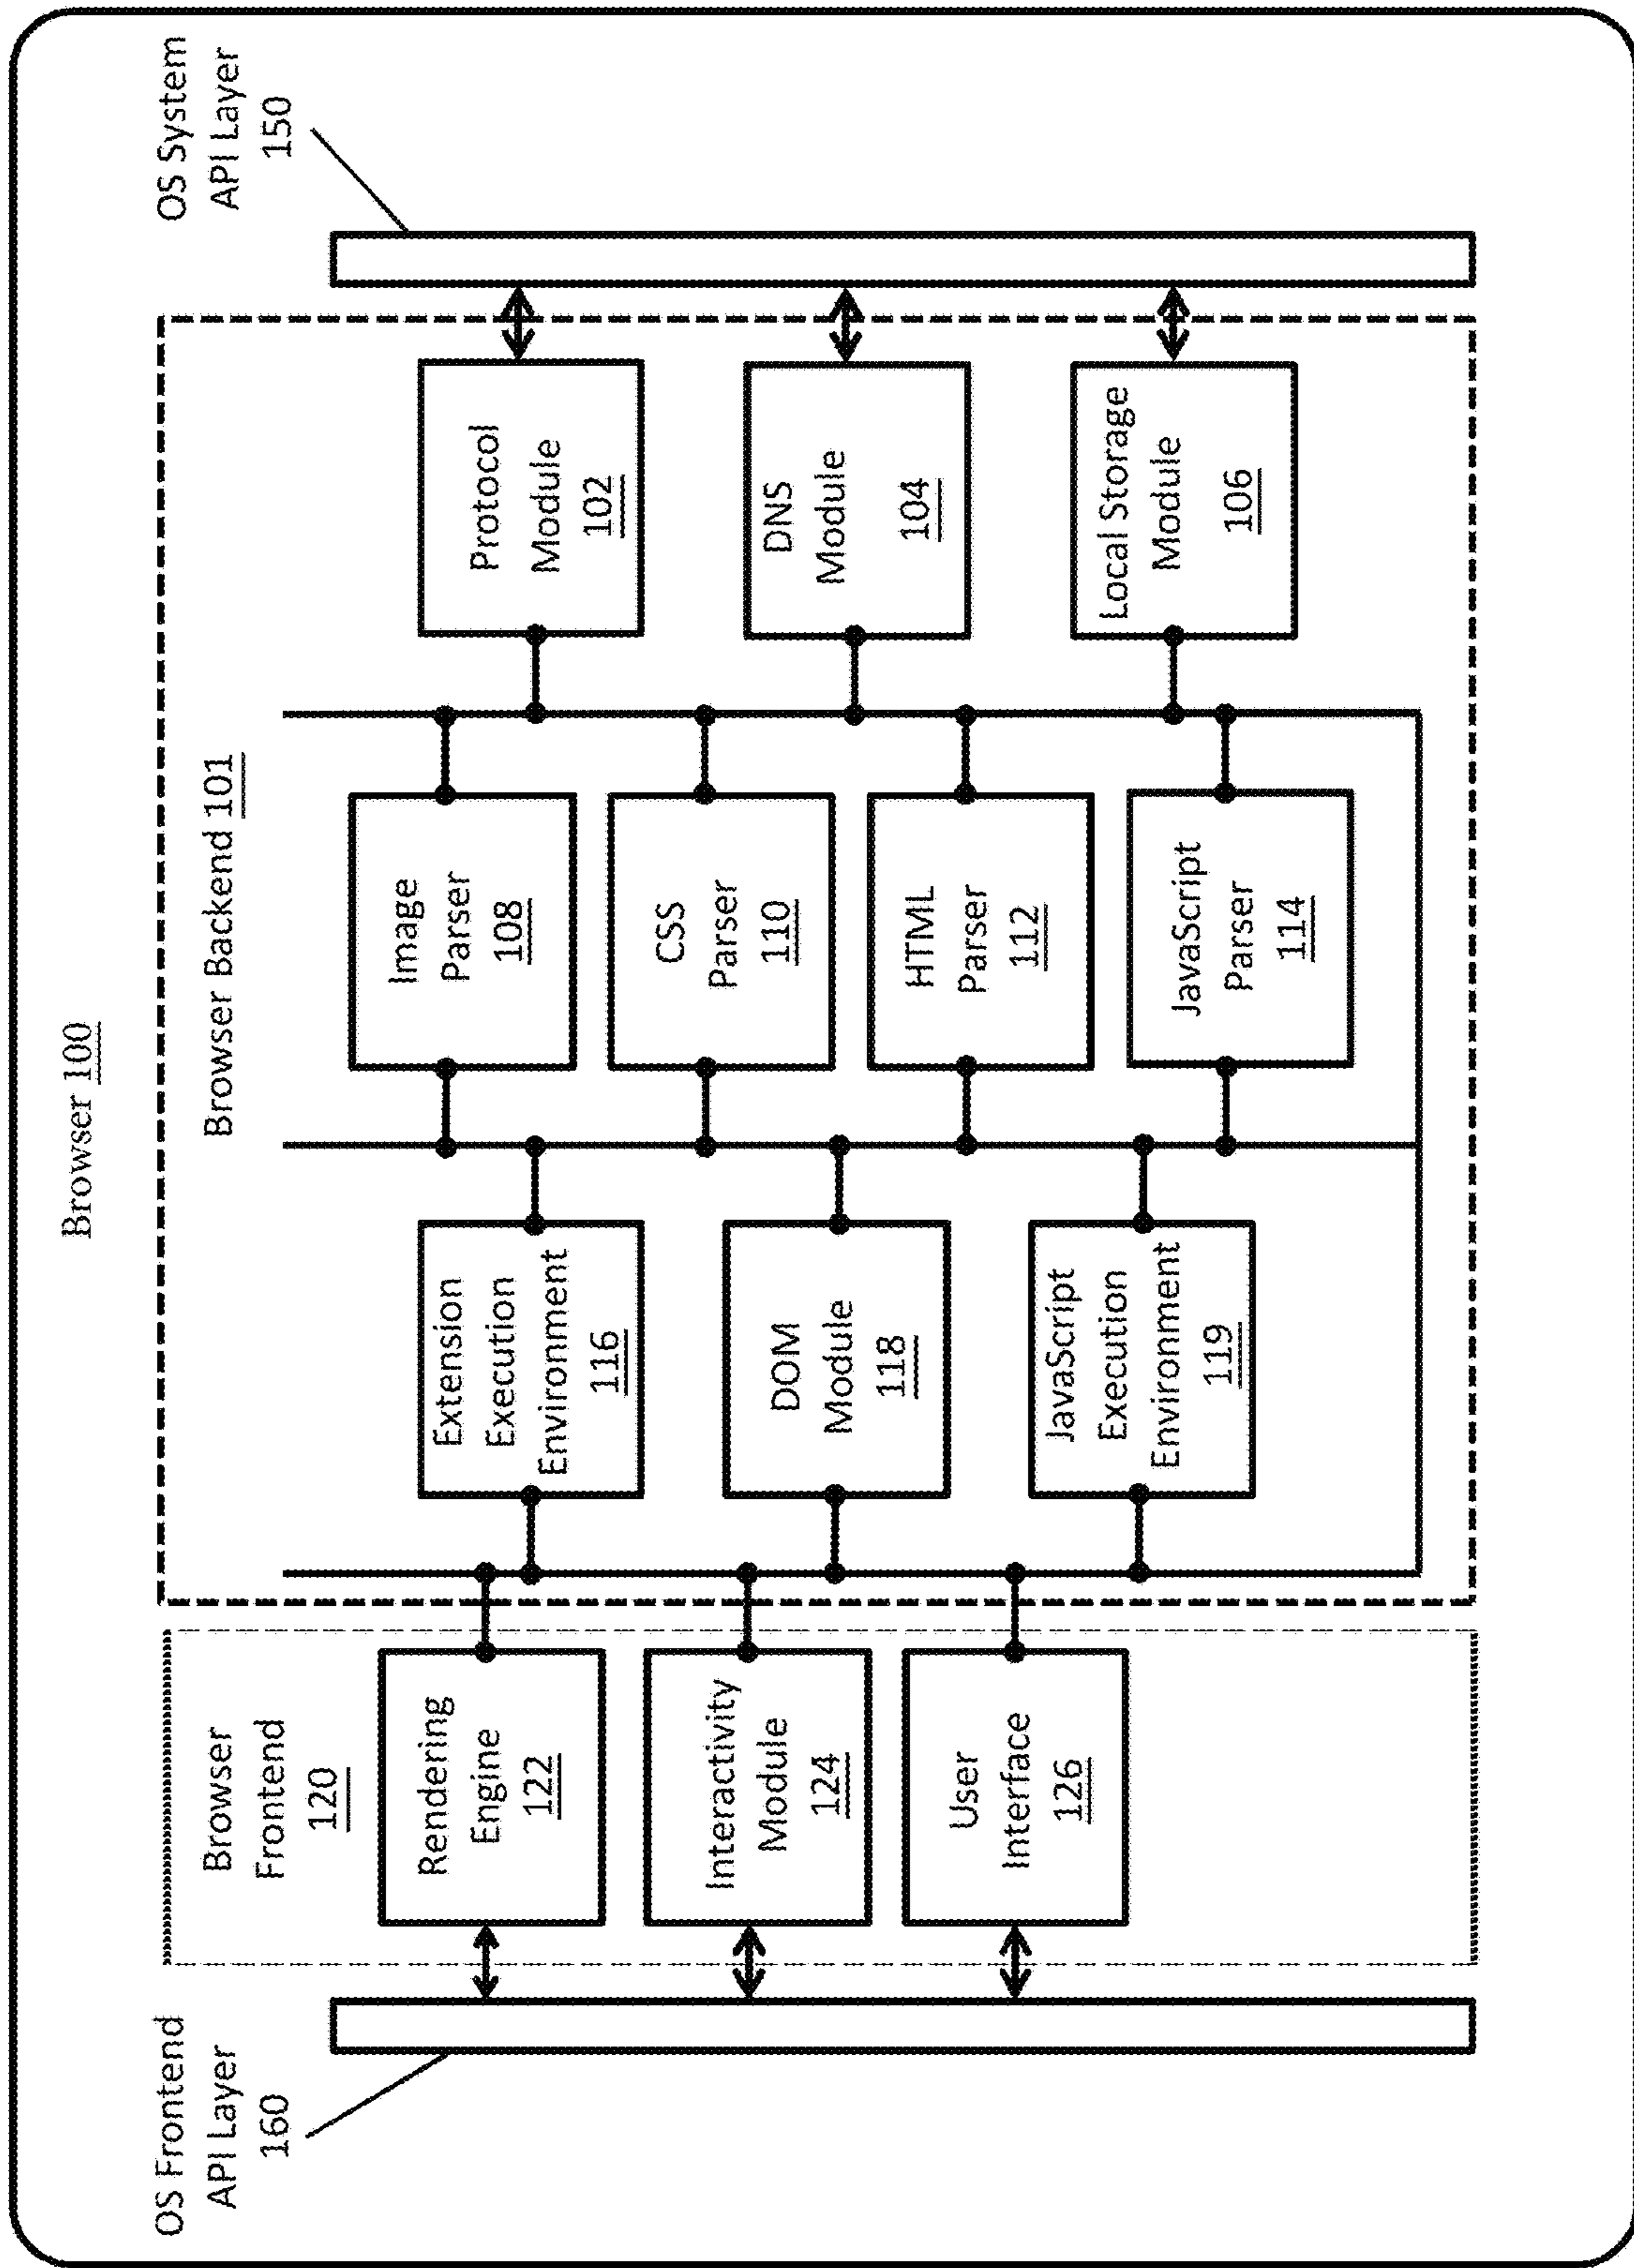 Browser 100
OS Frontend
API Layer
160
Browser
Frontend
120
Rendering
Engine
122
Interactivity
Module
124
User
Interface
126
Browser Backend 101
Extension
Execution
Environment
116
DOM
Module
118
JavaScript
Execution
Environment
119
Image
Parser
108
CSS
Parser
110
HTML
Parser
112
JavaScript
Parser
114
Protocol
Module
102
DNS
Module
104
Local Storage
Module
106
OS System
API Layer
150